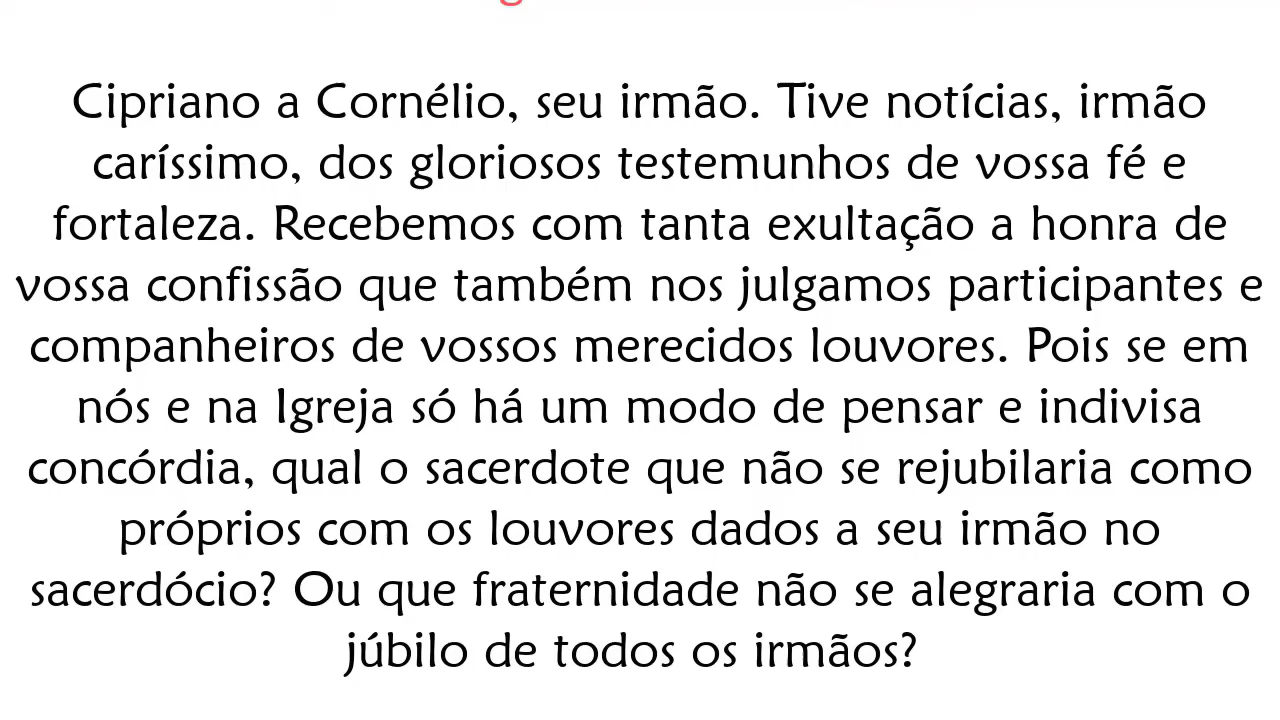 Cipriano a Cornélio, seu irmão. Tive notícias, irmão
caríssimo, dos gloriosos testemunhos de vossa fé e
fortaleza. Recebemos com tanta exultação a honra de
vossa confissão que também nos julgamos participantes e
companheiros de vossos merecidos louvores. Pois se em
nós e na Igreja só há um modo de pensar e indivisa
concórdia, qual o sacerdote que não se rejubilaria como
próprios com os louvores dados a seu irmão no
sacerdócio? Ou que fraternidade não se alegraria com o
júbilo de todos os irmãos?